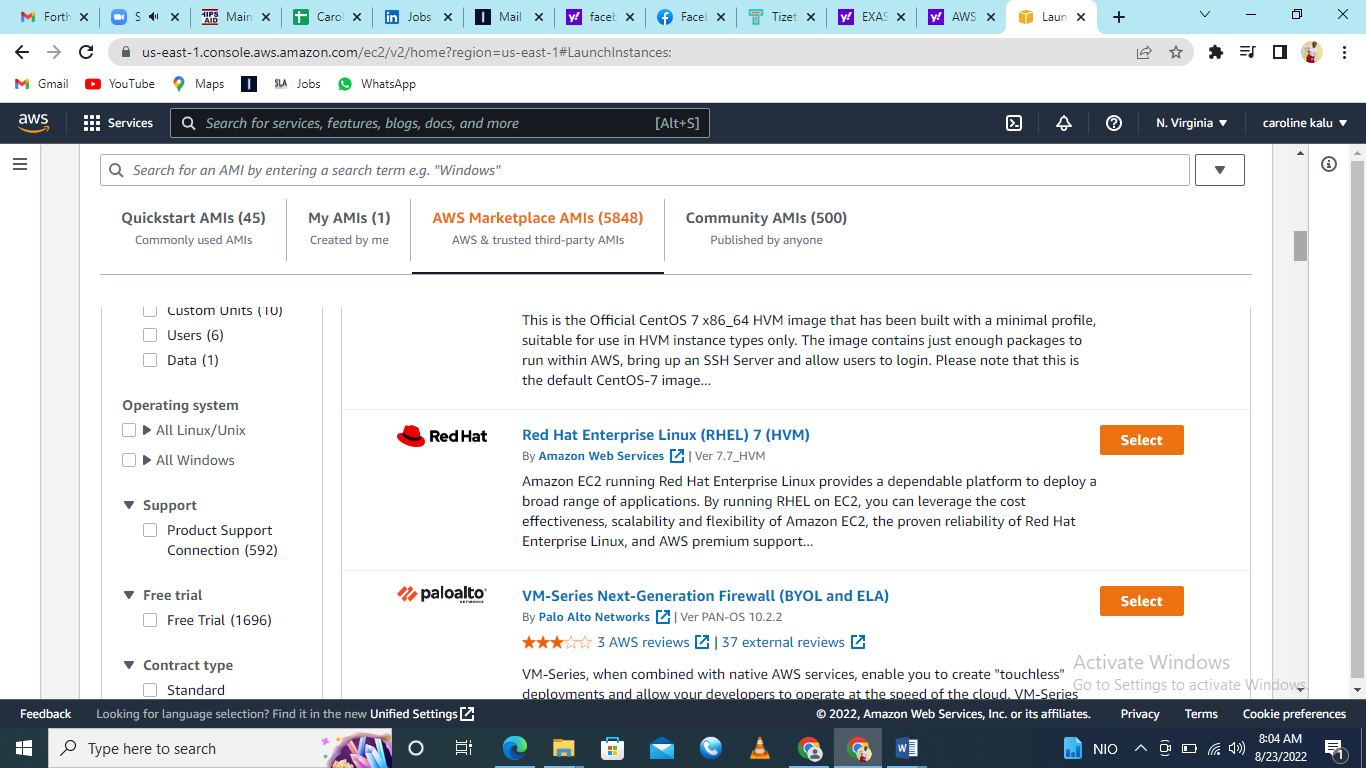 Forth
S
Main
Carol
Jobs
Mail
faceb
Faceb
Tizet
EXAS
AWS
Laun
us-east-1.console.aws.amazon.com/ec2/v2/home?region=us-east-1#LaunchInstances:
Gmail
YouTube
Maps
SLA Jobs
WhatsApp
aws
Services
Search for services, features, blogs, docs, and more [Alt+S]
N. Virginia
caroline kalu
Search for an AMI by entering a search term e.g. "Windows"
Quickstart AMIs (45)
Commonly used AMIs
My AMIs (1)
Created by me
AWS Marketplace AMIs (5848)
AWS & trusted third-party AMIs
Community AMIs (500)
Published by anyone
Custom Units (10)
Users (6)
Data (1)
Operating system
All Linux/Unix
All Windows
Support
Product Support
Connection (592)
Free trial
Free Trial (1696)
Contract type
Standard
This is the Official CentOS 7 x86_64 HVM image that has been built with a minimal profile,
suitable for use in HVM instance types only. The image contains just enough packages to
run within AWS, bring up an SSH Server and allow users to login. Please note that this is
the default CentOS-7 image...
Red Hat
Red Hat Enterprise Linux (RHEL) 7 (HVM)
Select
By Amazon Web Services | Ver 7.7_HVM
Amazon EC2 running Red Hat Enterprise Linux provides a dependable platform to deploy a
broad range of applications. By running RHEL on EC2, you can leverage the cost
effectiveness, scalability and flexibility of Amazon EC2, the proven reliability of Red Hat
Enterprise Linux, and AWS premium support...
paloalto
NETWORKS
VM-Series Next-Generation Firewall (BYOL and ELA)
Select
By Palo Alto Networks | Ver PAN-OS 10.2.2
3 AWS reviews | 37 external reviews
VM-Series, when combined with native AWS services, enable you to create "touchless"
deployments and allow your developers to operate at the speed of the cloud. VM-Series
Activate Windows
Go to Settings to activate Windows.
Feedback
Looking for language selection? Find it in the new Unified Settings
© 2022, Amazon Web Services, Inc. or its affiliates.
Privacy
Terms
Cookie preferences
Type here to search
NIO
8:04 AM
8/23/2022
1